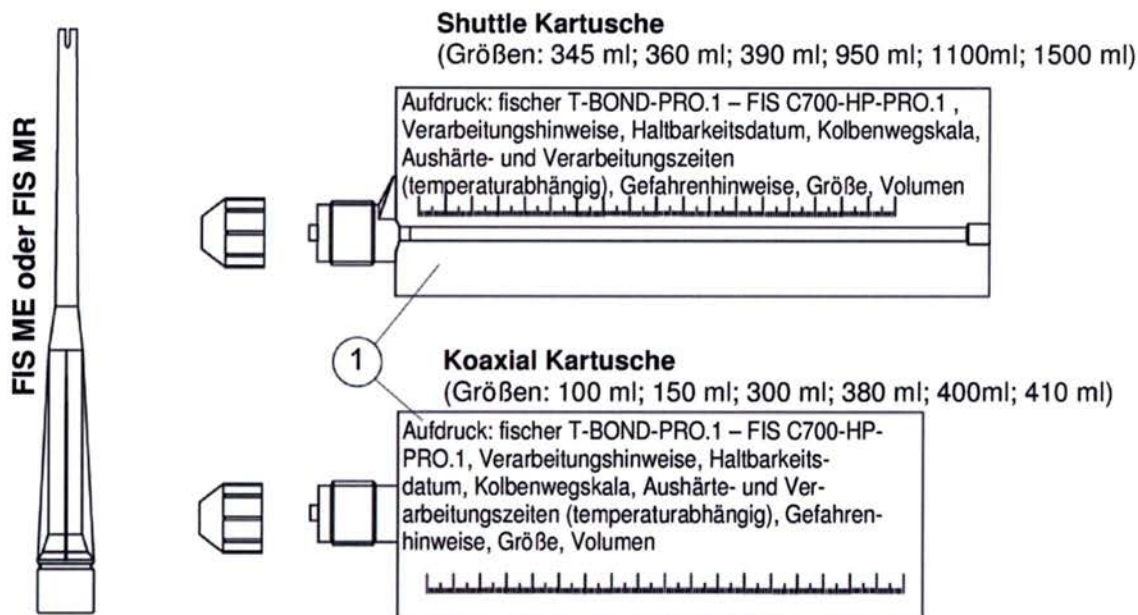 FIS ME oder FIS MR
Shuttle Kartusche
(Größen: 345 ml; 360 ml; 390 ml; 950 ml; 1100ml; 1500 ml)
Aufdruck: fischer T-BOND-PRO.1 – FIS C700-HP-PRO.1 ,
Verarbeitungshinweise, Haltbarkeitsdatum, Kolbenwegskala,
Aushärte- und Verarbeitungszeiten
(temperaturabhängig), Gefahrenhinweise, Größe, Volumen
1
Koaxial Kartusche
(Größen: 100 ml; 150 ml; 300 ml; 380 ml; 400ml; 410 ml)
Aufdruck: fischer T-BOND-PRO.1 – FIS C700-HP-
PRO.1, Verarbeitungshinweise, Haltbarkeits-
datum, Kolbenwegskala, Aushärte- und Ver-
arbeitungszeiten (temperaturabhängig), Gefahren-
hinweise, Größe, Volumen